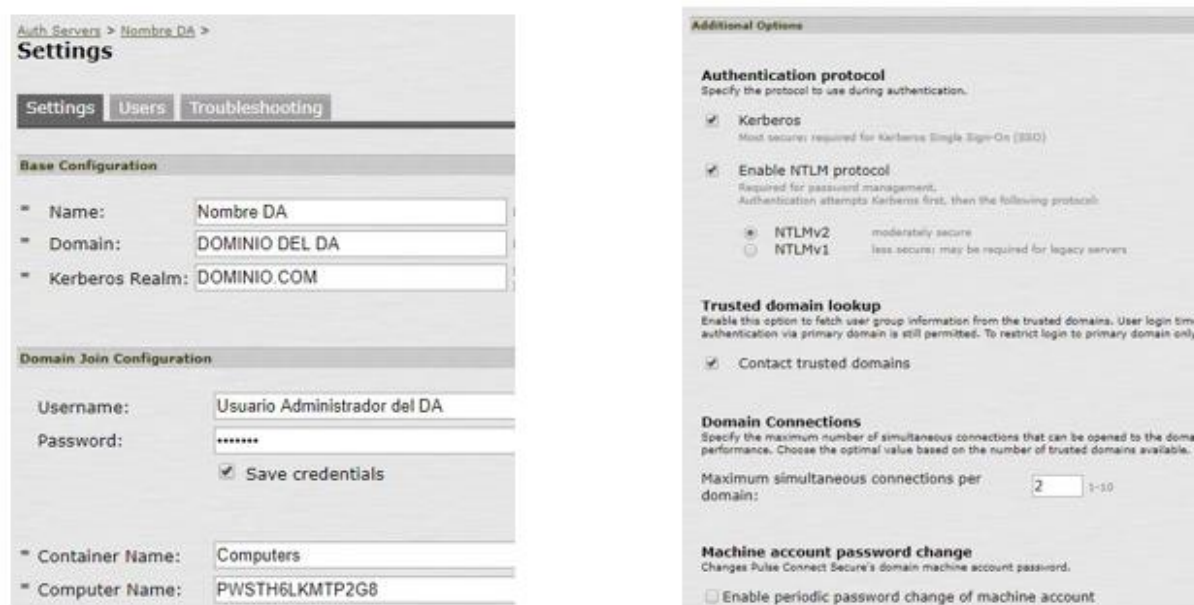 Auth Servers > Nombre DA >
Settings
Settings Users Troubleshooting
Base Configuration
* Name: Nombre DA
* Domain: DOMINIO DEL DA
* Kerberos Realm: DOMINIO.COM
Domain Join Configuration
Username: Usuario Administrador del DA
Password: •••••••
Save credentials
* Container Name: Computers
* Computer Name: PWSTH6LKMTP2G8
Additional Options
Authentication protocol
Specify the protocol to use during authentication.
Kerberos
Most secure; required for Kerberos Single Sign-On (SSO)
Enable NTLM protocol
Required for password management.
Authentication attempts Kerberos first, then the following protocol:
NTLMv2 moderately secure
NTLMv1 less secure; may be required for legacy servers
Trusted domain lookup
Enable this option to fetch user group information from the trusted domains. User login time
authentication via primary domain is still permitted. To restrict login to primary domain only
Contact trusted domains
Domain Connections
Specify the maximum number of simultaneous connections that can be opened to the doma
performance. Choose the optimal value based on the number of trusted domains available.
Maximum simultaneous connections per
domain: 2 1-10
Machine account password change
Changes Pulse Connect Secure's domain machine account password.
Enable periodic password change of machine account